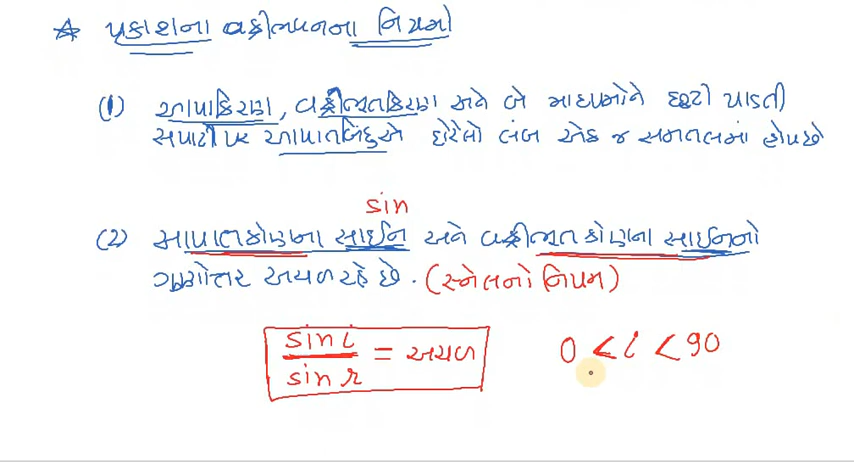 ☆ પ્રકાશના વક્રીભવનના નિયમો
(1) આપાતકિરણ, વક્રીભૂતકિરણ અને બે માધ્યમોને છૂટી પાડતી
સપાટી પર આપાતબિંદુએ દોરેલો લંબ એક જ સમતલમાં હોય છે
sin
(2) આપાતકોણના સાઈન અને વક્રીભૂતકોણના સાઈનનો
ગુણોત્તર અચળ રહે છે. (સ્નેલનો નિયમ)
sin i / sin r = અચળ 0 < i < 90